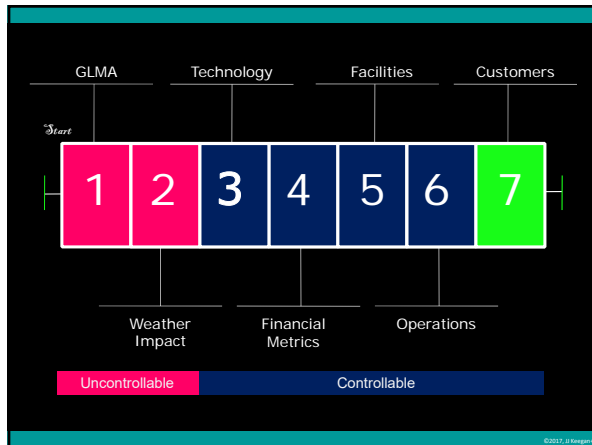 GLMA
Technology
Facilities
Customers
Start
1 2 3 4 5 6 7
Weather
Impact
Financial
Metrics
Operations
Uncontrollable
Controllable
©2017, JJ Keegan+